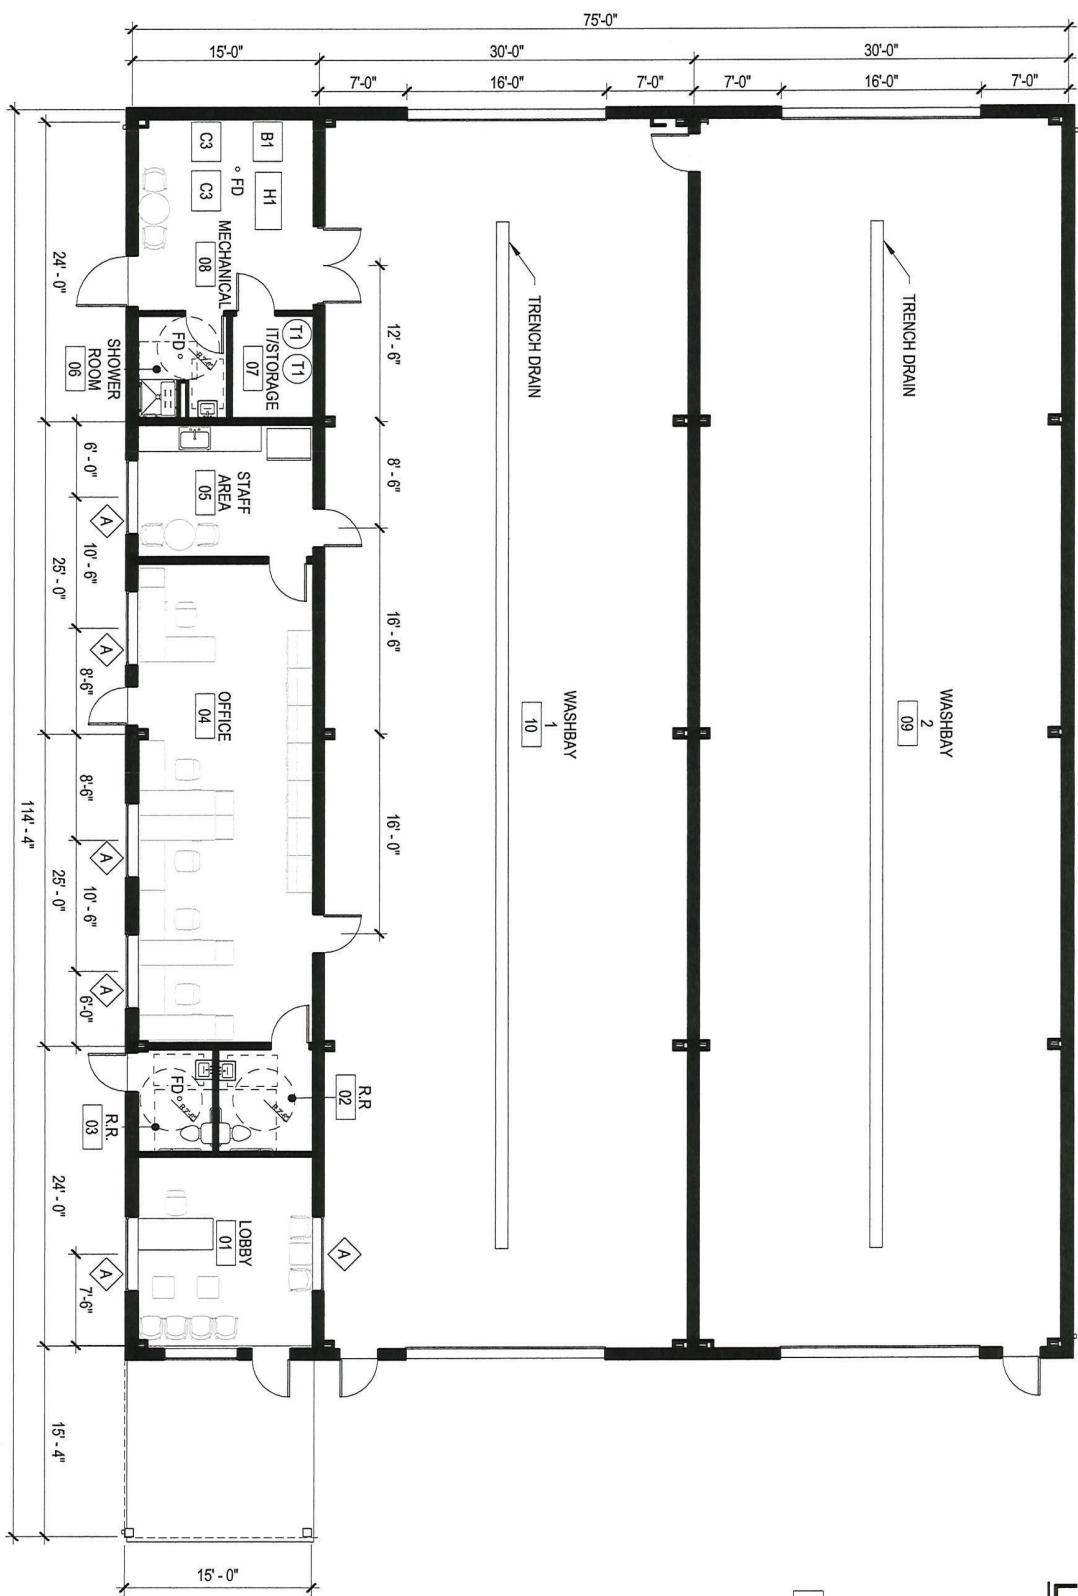 75'-0"
15'-0"
30'-0"
30'-0"
7'-0"
16'-0"
7'-0"
7'-0"
16'-0"
7'-0"
C3
B1
C3
H1
FD
MECHANICAL
08
T1
T1
IT/STORAGE
07
FD
SHOWER
ROOM
06
STAFF
AREA
05
OFFICE
04
R.R
02
FD
R.R.
03
LOBBY
01
TRENCH DRAIN
TRENCH DRAIN
WASHBAY
1
10
WASHBAY
2
09
12' - 6"
8' - 6"
16' - 6"
16' - 0"
A
A
A
A
A
A
24' - 0"
6' - 0"
10' - 6"
8'-6"
25' - 0"
8'-6"
10' - 6"
6'-0"
25' - 0"
24' - 0"
7'-6"
15' - 4"
114' - 4"
15' - 0"